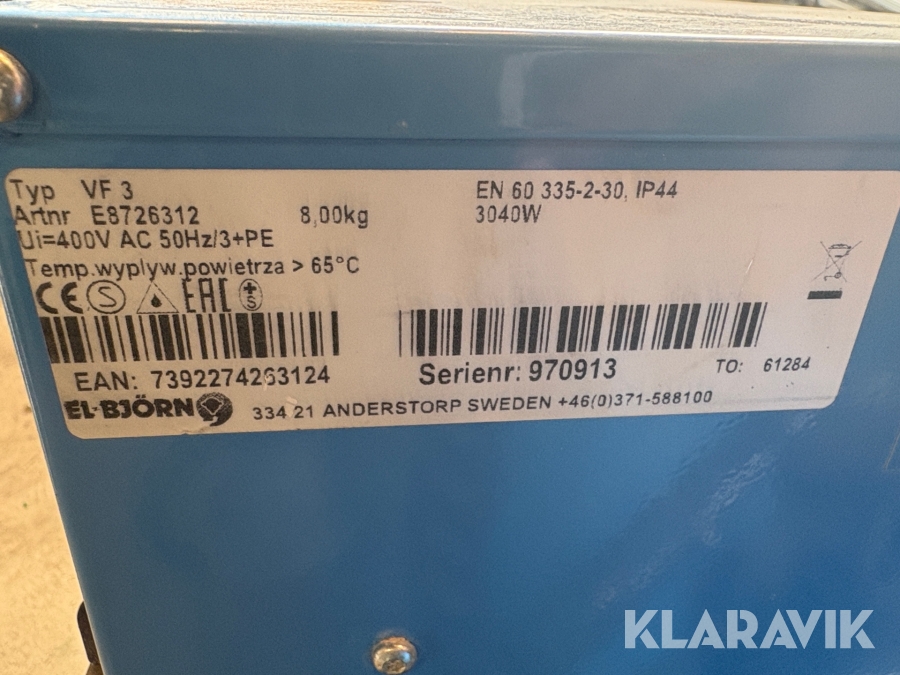 Typ VF 3
Artnr E8726312 8,00kg
Ui=400V AC 50Hz/3+PE
Temp.wyplyw.powietrza > 65°C
EN 60 335-2-30, IP44
3040W
CE S EAC +S
EAN: 7392274263124
Serienr: 970913
TO: 61284
EL·BJÖRN
334 21 ANDERSTORP SWEDEN +46(0)371-588100
KLARAVIK